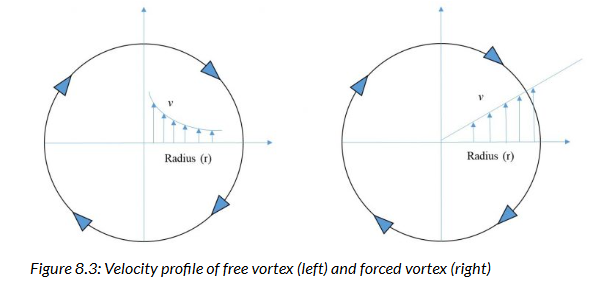 v
Radius (r)
v
Radius (r)
Figure 8.3: Velocity profile of free vortex (left) and forced vortex (right)